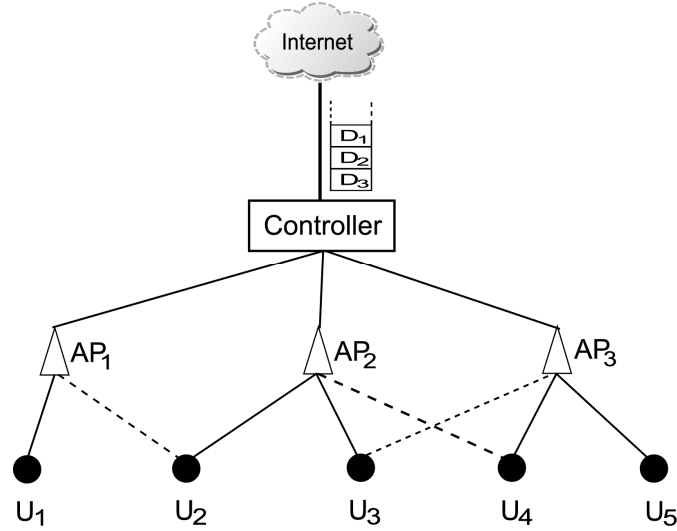 Internet
D1
D2
D3
Controller
AP1 AP2 AP3
U1 U2 U3 U4 U5